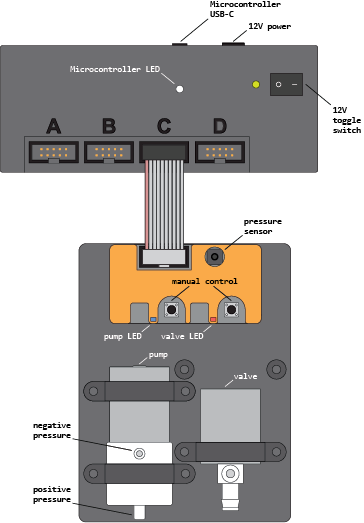 Microcontroller
USB-C
12V power
Microcontroller LED
12V
toggle
switch
A B C D
pressure
sensor
manual control
pump LED
valve LED
pump
valve
negative
pressure
positive
pressure